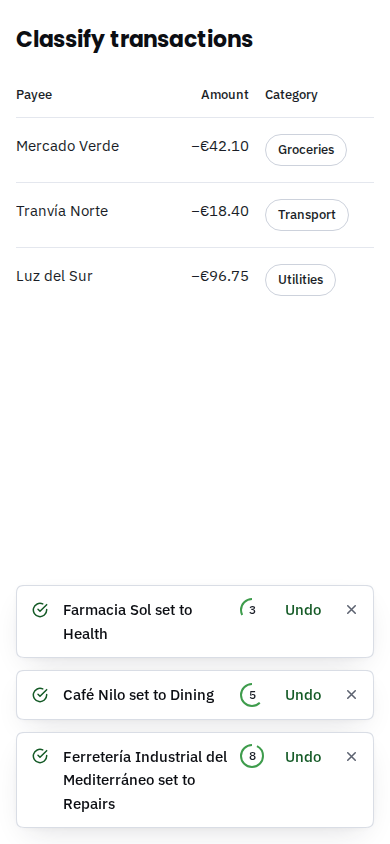 Classify transactions
Payee Amount Category
Mercado Verde −€42.10 Groceries
Tranvía Norte −€18.40 Transport
Luz del Sur −€96.75 Utilities
Farmacia Sol set to 3 Undo
Health
Café Nilo set to Dining 5 Undo
Ferretería Industrial del 8 Undo
Mediterráneo set to
Repairs